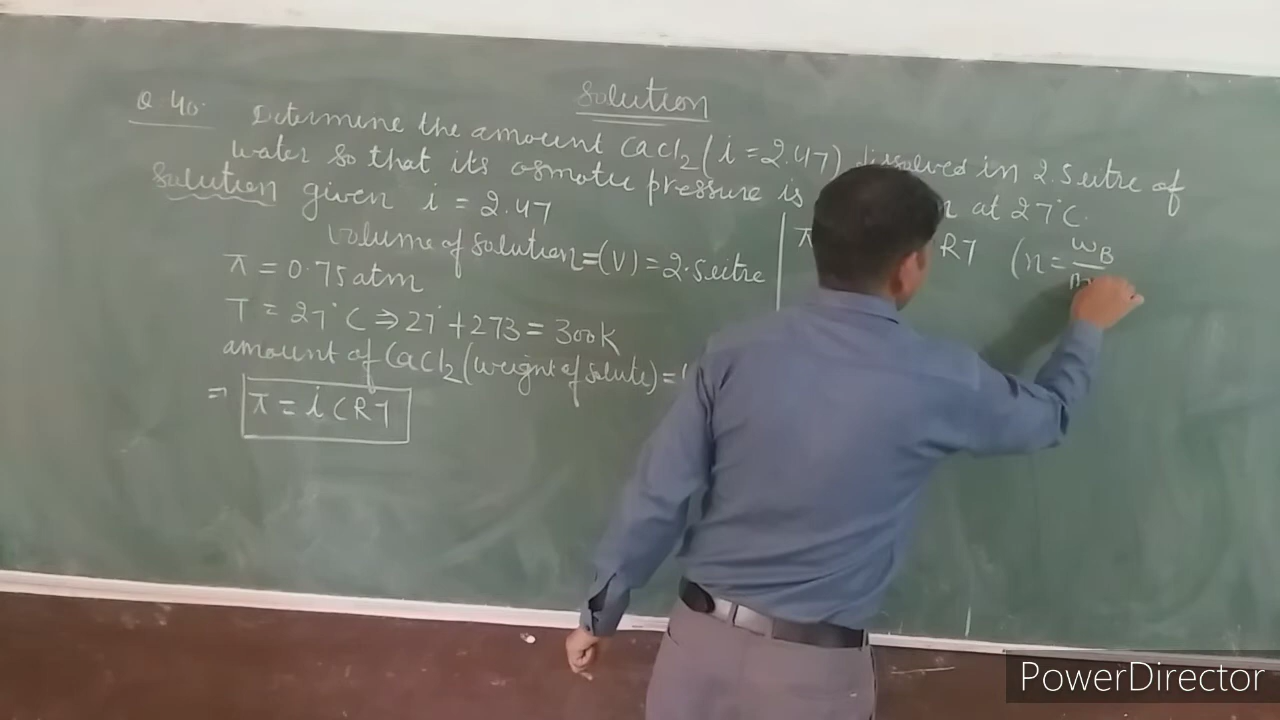 Solution
Q.40. Determine the amount CaCl2 (i = 2.47) dissolved in 2.5 litre of
water so that its osmotic pressure is at 27°C.
Solution given i = 2.47
Volume of solution = (V) = 2.5 litre
π = 0.75 atm
T = 27°C ⇒ 27 + 273 = 300K
amount of CaCl2 (weight of solute) =
⇒ π = i C R T
π R T (n = wB
PowerDirector